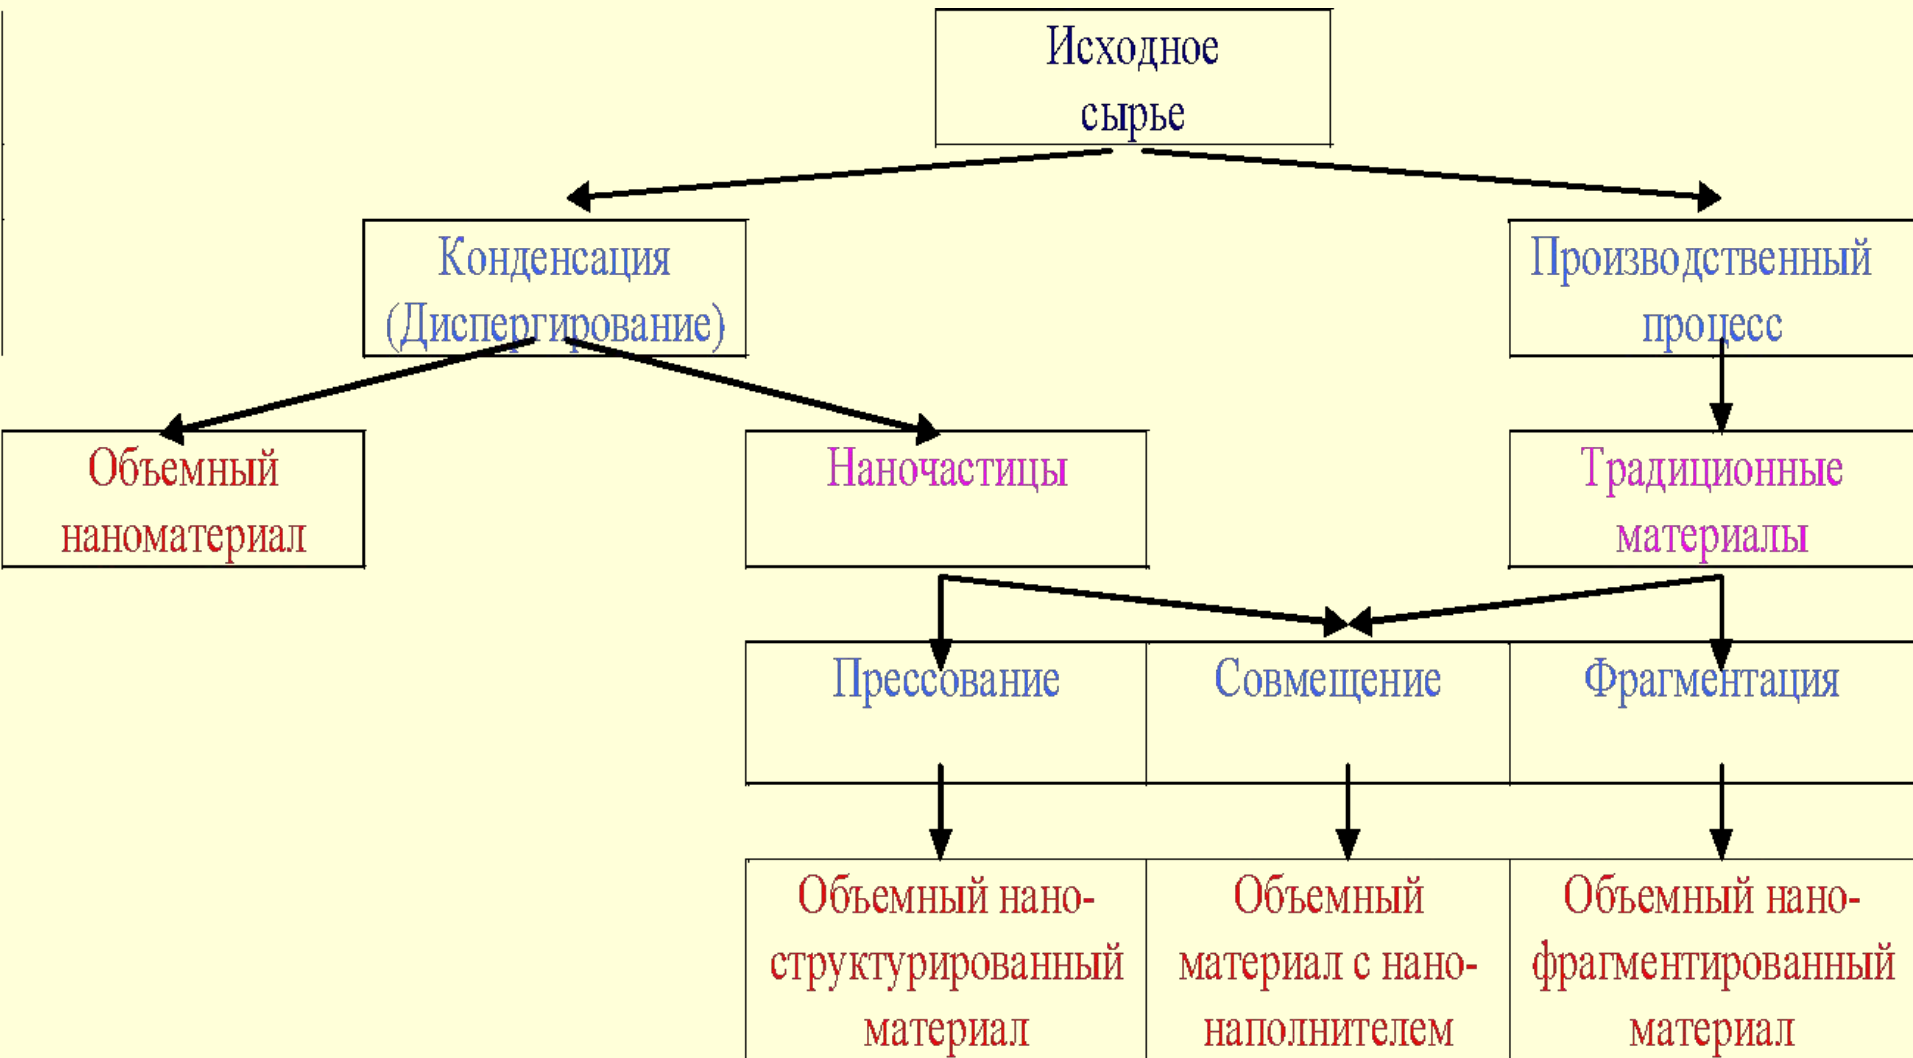 Исходное
сырье
Конденсация
(Диспергирование)
Производственный
процесс
Объемный
наноматериал
Наночастицы
Традиционные
материалы
Прессование
Совмещение
Фрагментация
Объемный нано-
структурированный
материал
Объемный
материал с нано-
наполнителем
Объемный нано-
фрагментированный
материал